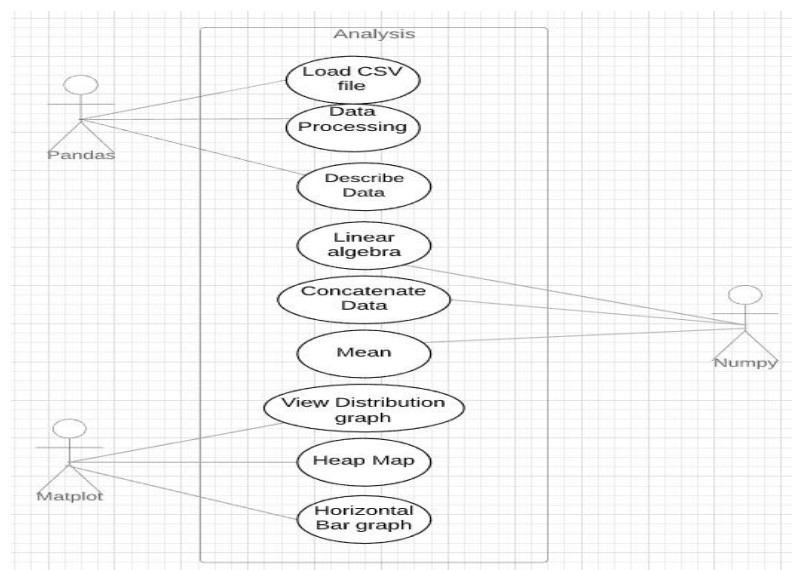 Analysis
Load CSV
file
Data
Processing
Pandas
Describe
Data
Linear
algebra
Concatenate
Data
Mean
Numpy
View Distribution
graph
Heap Map
Matplot
Horizontal
Bar graph